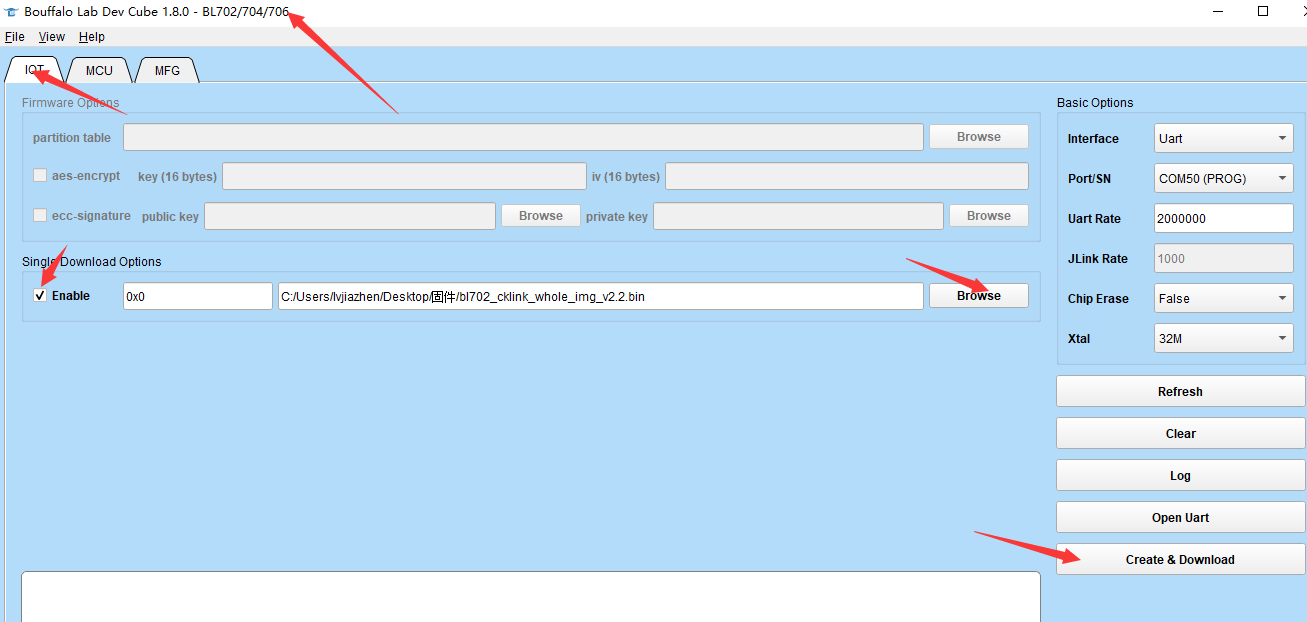 Bouffalo Lab Dev Cube 1.8.0 - BL702/704/706
File View Help
IOT MCU MFG
Firmware Options
partition table Browse
aes-encrypt key (16 bytes) iv (16 bytes)
ecc-signature public key Browse private key Browse
Single Download Options
Enable 0x0 C:/Users/lvjiazhen/Desktop/固件/bl702_cklink_whole_img_v2.2.bin Browse
Basic Options
Interface Uart
Port/SN COM50 (PROG)
Uart Rate 2000000
JLink Rate 1000
Chip Erase False
Xtal 32M
Refresh
Clear
Log
Open Uart
Create & Download